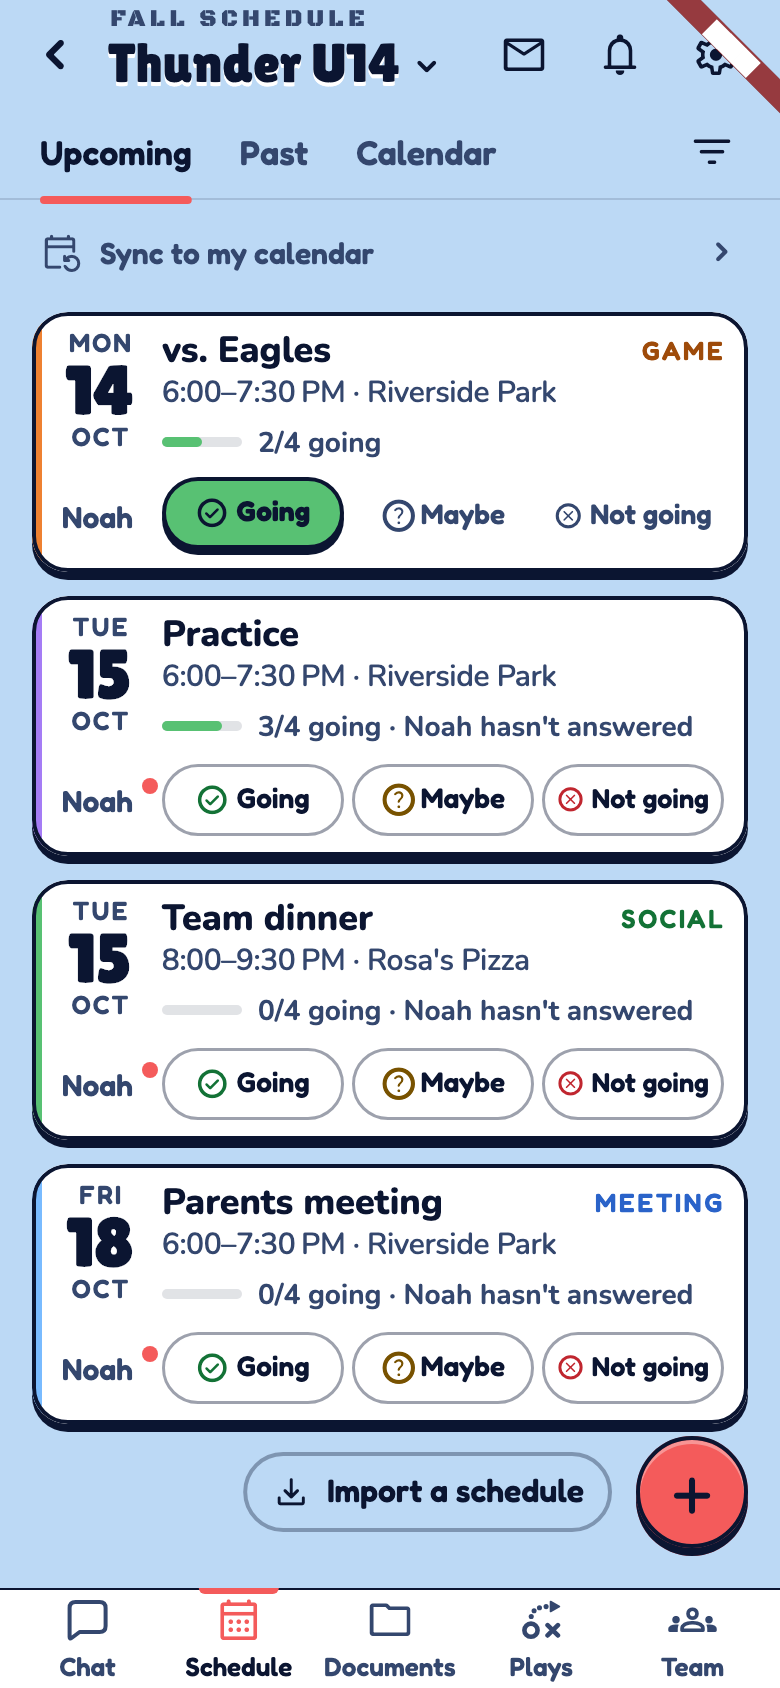 FALL SCHEDULE
Thunder U14
Upcoming Past Calendar
Sync to my calendar
MON
14
OCT
vs. Eagles
GAME
6:00–7:30 PM · Riverside Park
2/4 going
Noah Going Maybe Not going
TUE
15
OCT
Practice
6:00–7:30 PM · Riverside Park
3/4 going · Noah hasn't answered
Noah Going Maybe Not going
TUE
15
OCT
Team dinner
SOCIAL
8:00–9:30 PM · Rosa's Pizza
0/4 going · Noah hasn't answered
Noah Going Maybe Not going
FRI
18
OCT
Parents meeting
MEETING
6:00–7:30 PM · Riverside Park
0/4 going · Noah hasn't answered
Noah Going Maybe Not going
Import a schedule
Chat Schedule Documents Plays Team